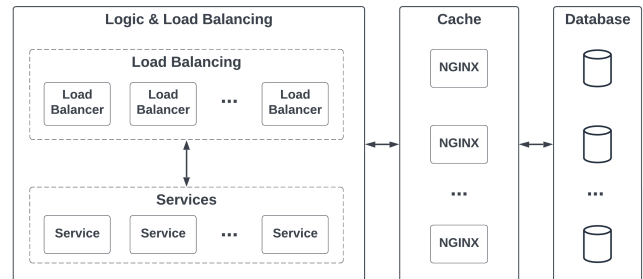 Logic & Load Balancing
Load Balancing
Load
Balancer
Load
Balancer
...
Load
Balancer
Services
Service
Service
...
Service
Cache
NGINX
NGINX
...
NGINX
Database
...